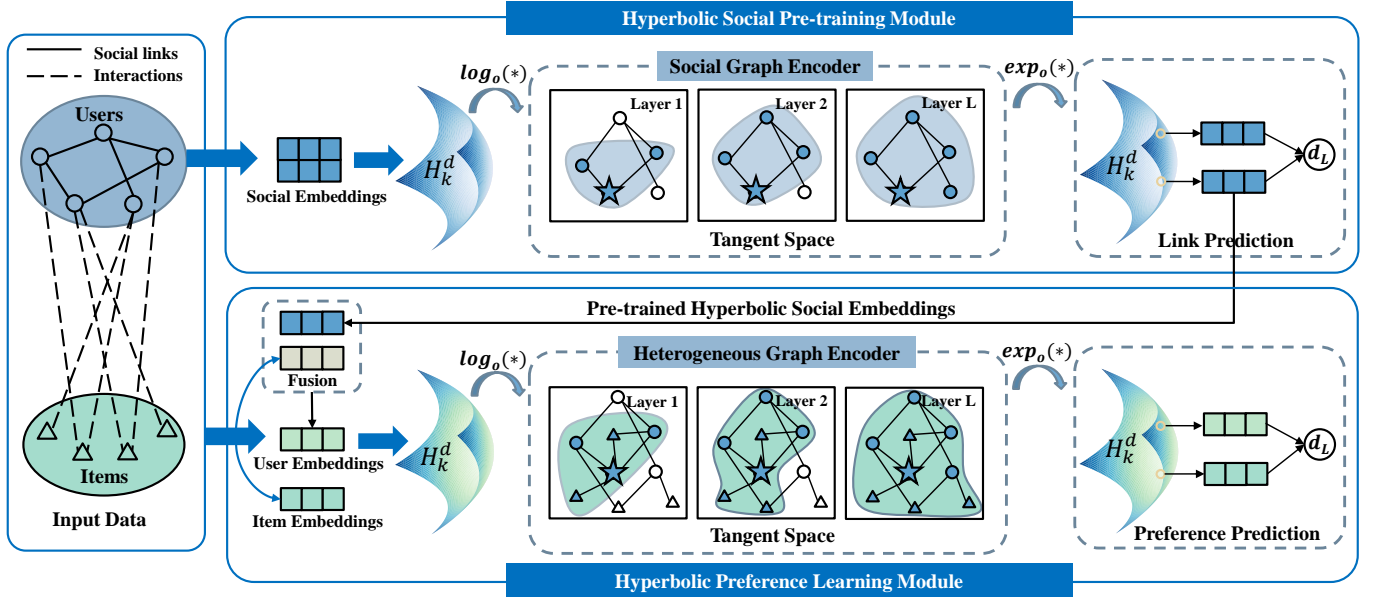 Hyperbolic Social Pre-training Module
Social links
Interactions
Users
Items
Input Data
Social Embeddings
H_k^d
log_o(*)
Social Graph Encoder
Layer 1
Layer 2
Layer L
Tangent Space
exp_o(*)
H_k^d
d_L
Link Prediction
Pre-trained Hyperbolic Social Embeddings
Fusion
User Embeddings
Item Embeddings
H_k^d
log_o(*)
Heterogeneous Graph Encoder
Layer 1
Layer 2
Layer L
Tangent Space
exp_o(*)
H_k^d
d_L
Preference Prediction
Hyperbolic Preference Learning Module